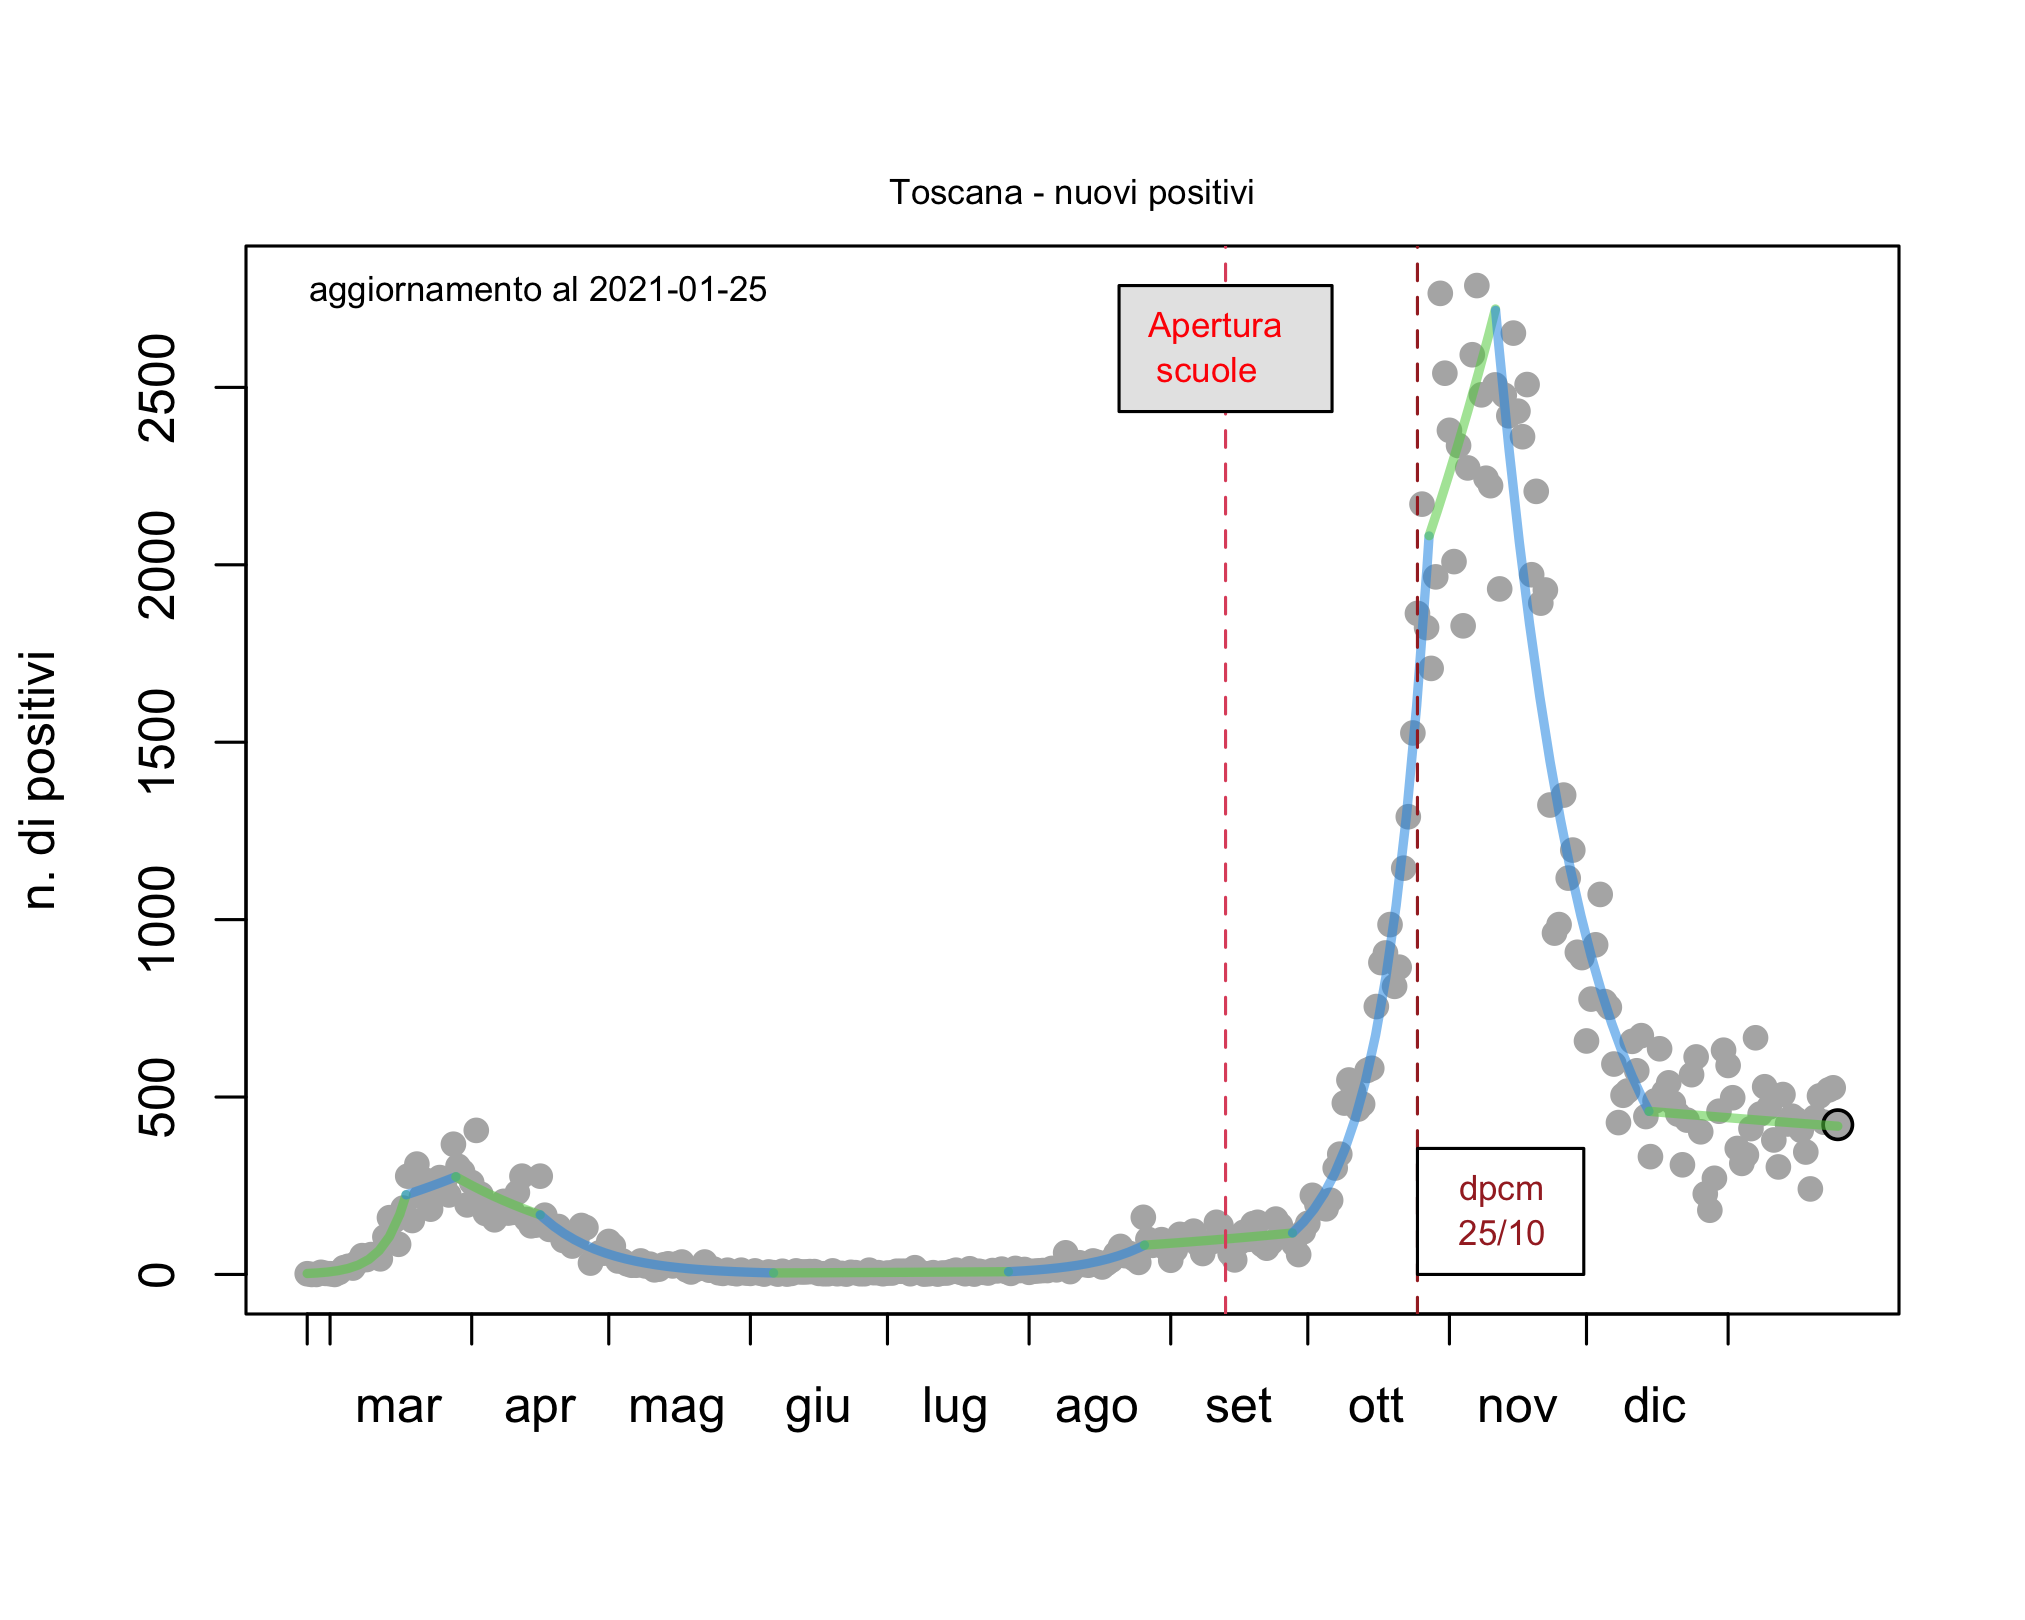 Toscana - nuovi positivi
aggiornamento al 2021-01-25
Apertura
scuole
n. di positivi
2500
2000
1500
1000
500
0
dpcm
25/10
mar apr mag giu lug ago set ott nov dic